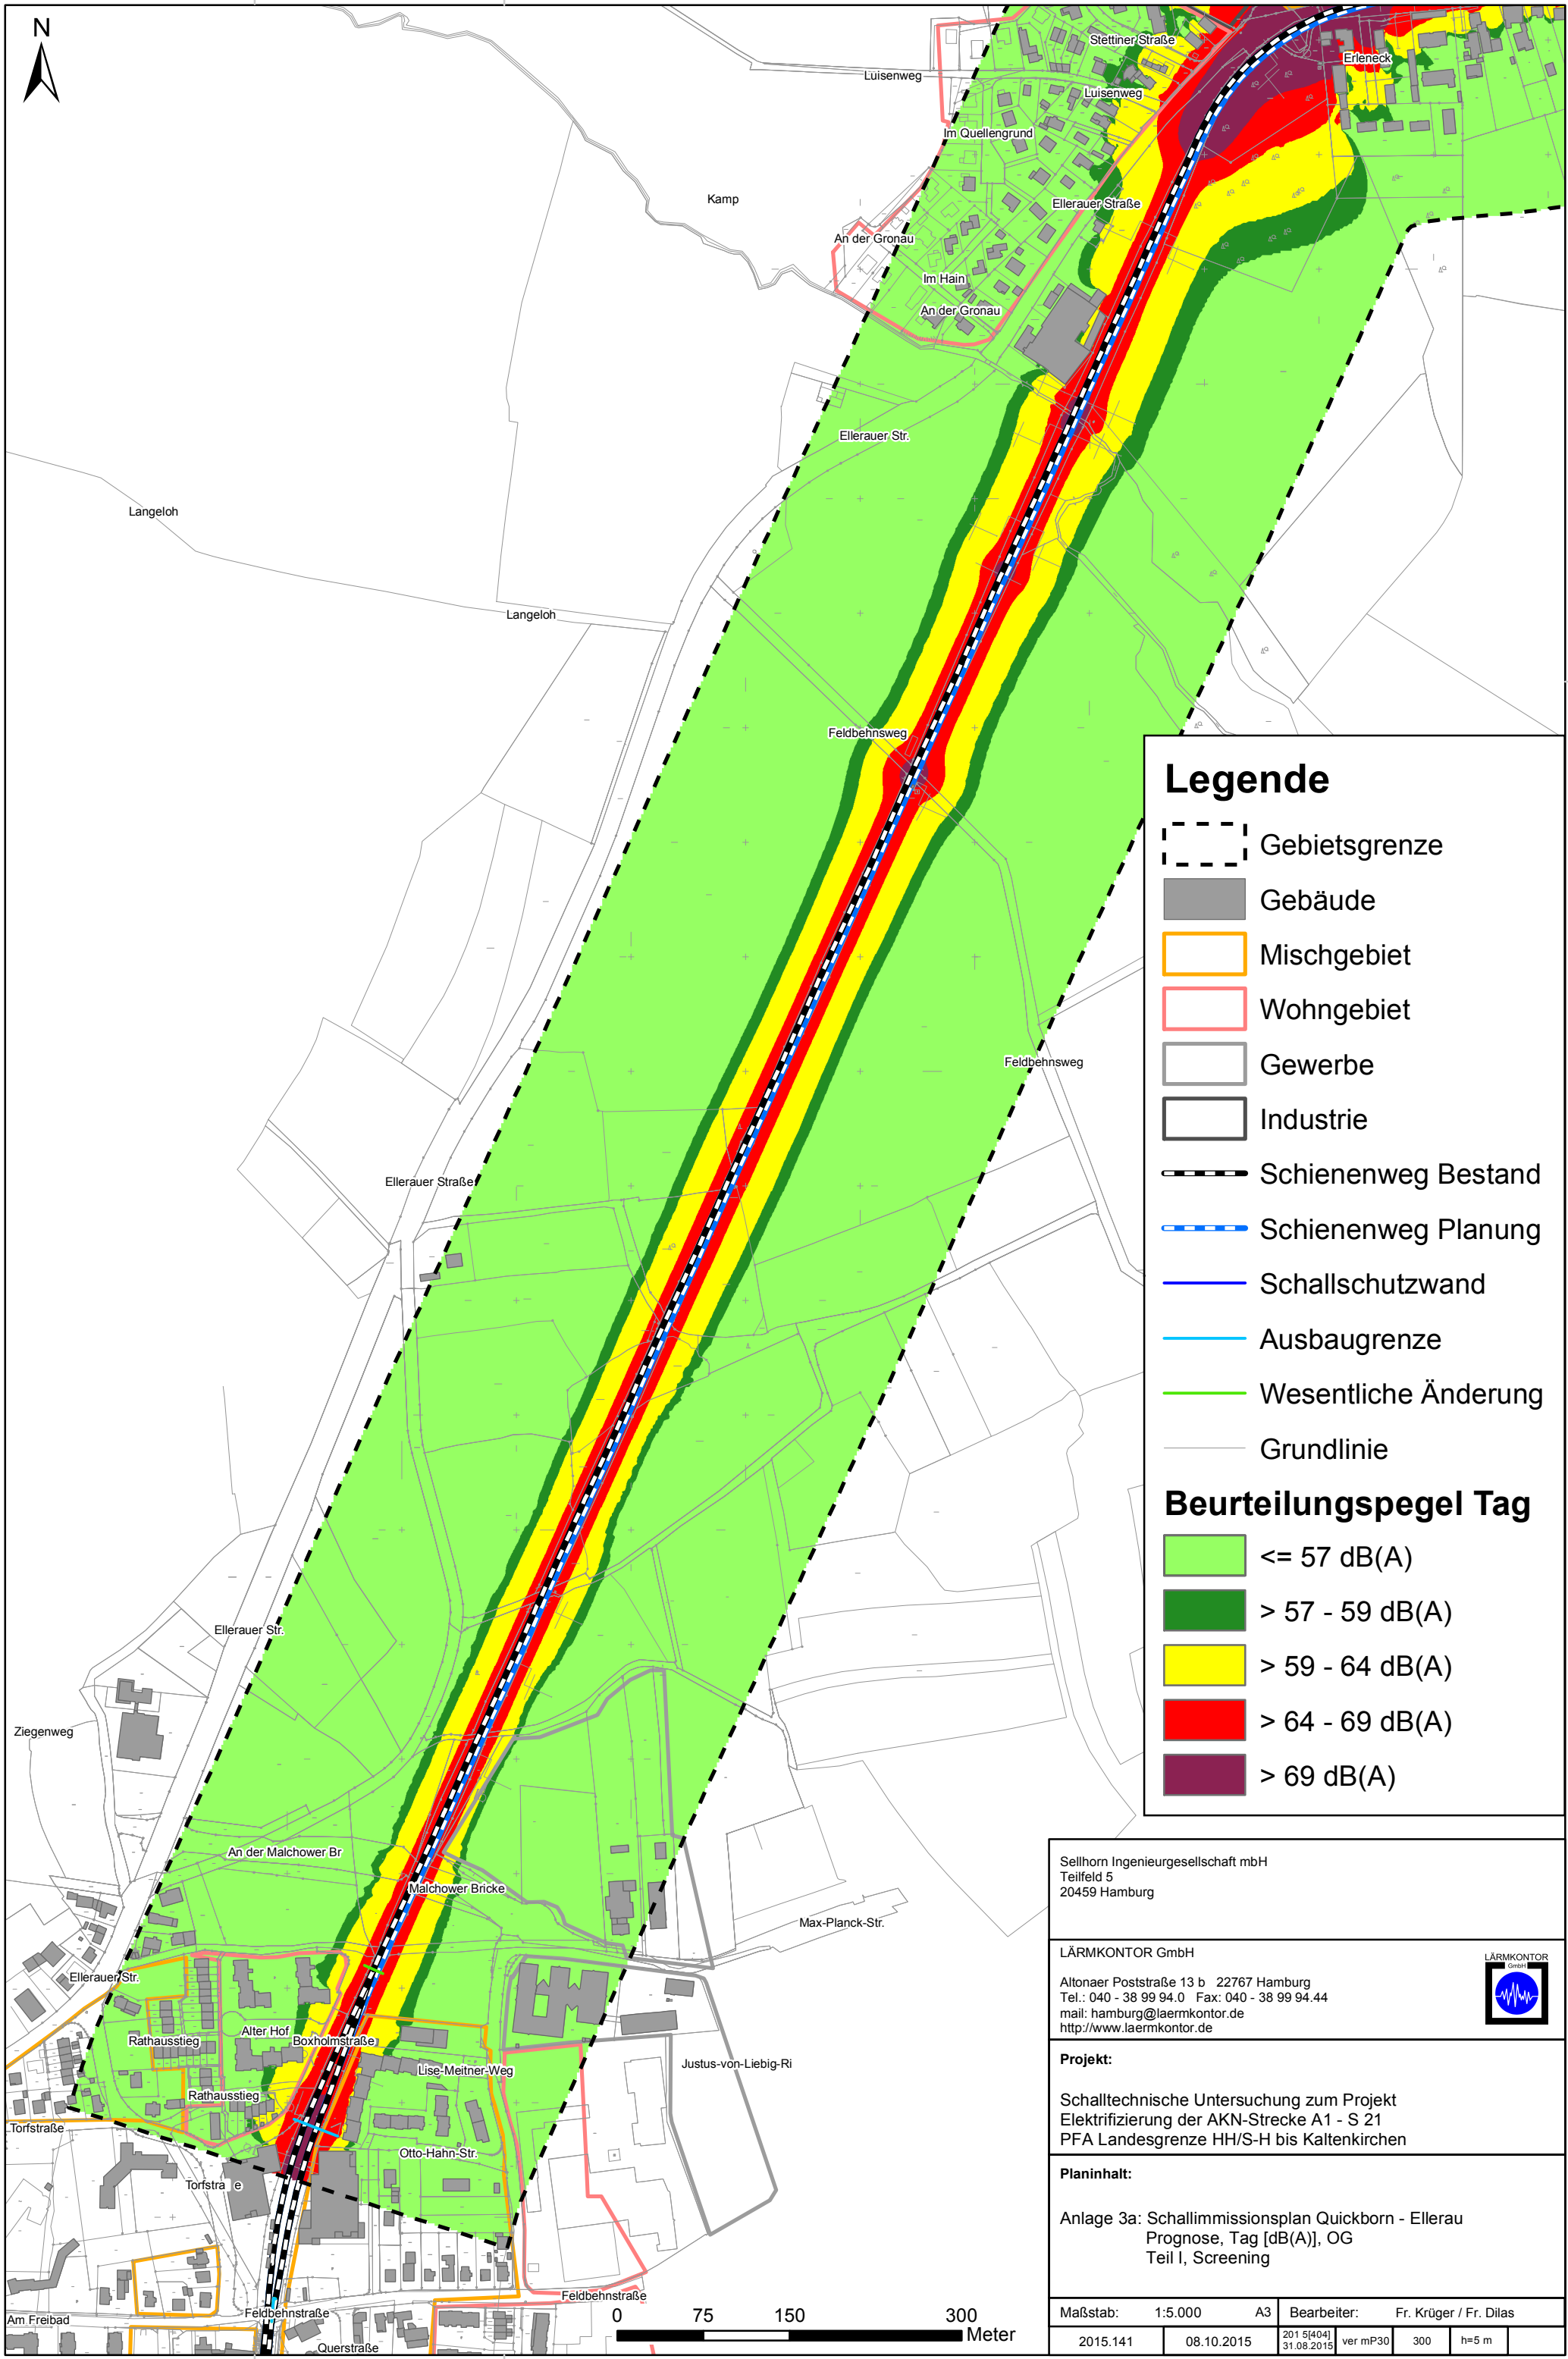 N
Stettiner Straße
Erleneck
Luisenweg
Luisenweg
Im Quellengrund
Kamp
Ellerauer Straße
An der Gronau
Im Hain
An der Gronau
Ellerauer Str.
Langeloh
Langeloh
Feldbehnsweg
Feldbehnsweg
Ellerauer Straße
Ellerauer Str.
Ziegenweg
An der Malchower Br
Malchower Bricke
Max-Planck-Str.
Ellerauer Str.
Rathausstieg
Alter Hof
Boxholmstraße
Lise-Meitner-Weg
Justus-von-Liebig-Ri
Rathausstieg
Torfstraße
Otto-Hahn-Str.
Torfstra e
Feldbehnstraße
Am Freibad
Feldbehnstraße
Querstraße
0 75 150 300
Meter
Legende
Gebietsgrenze
Gebäude
Mischgebiet
Wohngebiet
Gewerbe
Industrie
Schienenweg Bestand
Schienenweg Planung
Schallschutzwand
Ausbaugrenze
Wesentliche Änderung
Grundlinie
Beurteilungspegel Tag
<= 57 dB(A)
> 57 - 59 dB(A)
> 59 - 64 dB(A)
> 64 - 69 dB(A)
> 69 dB(A)
Sellhorn Ingenieurgesellschaft mbH
Teilfeld 5
20459 Hamburg
LÄRMKONTOR GmbH
Altonaer Poststraße 13 b 22767 Hamburg
Tel.: 040 - 38 99 94.0 Fax: 040 - 38 99 94.44
mail: hamburg@laermkontor.de
http://www.laermkontor.de
LÄRMKONTOR
GmbH
Projekt:
Schalltechnische Untersuchung zum Projekt
Elektrifizierung der AKN-Strecke A1 - S 21
PFA Landesgrenze HH/S-H bis Kaltenkirchen
Planinhalt:
Anlage 3a: Schallimmissionsplan Quickborn - Ellerau
Prognose, Tag [dB(A)], OG
Teil I, Screening
Maßstab: 1:5.000 A3 Bearbeiter: Fr. Krüger / Fr. Dilas
2015.141 08.10.2015 201 5[404] ver mP30 300 h=5 m
31.08.2015